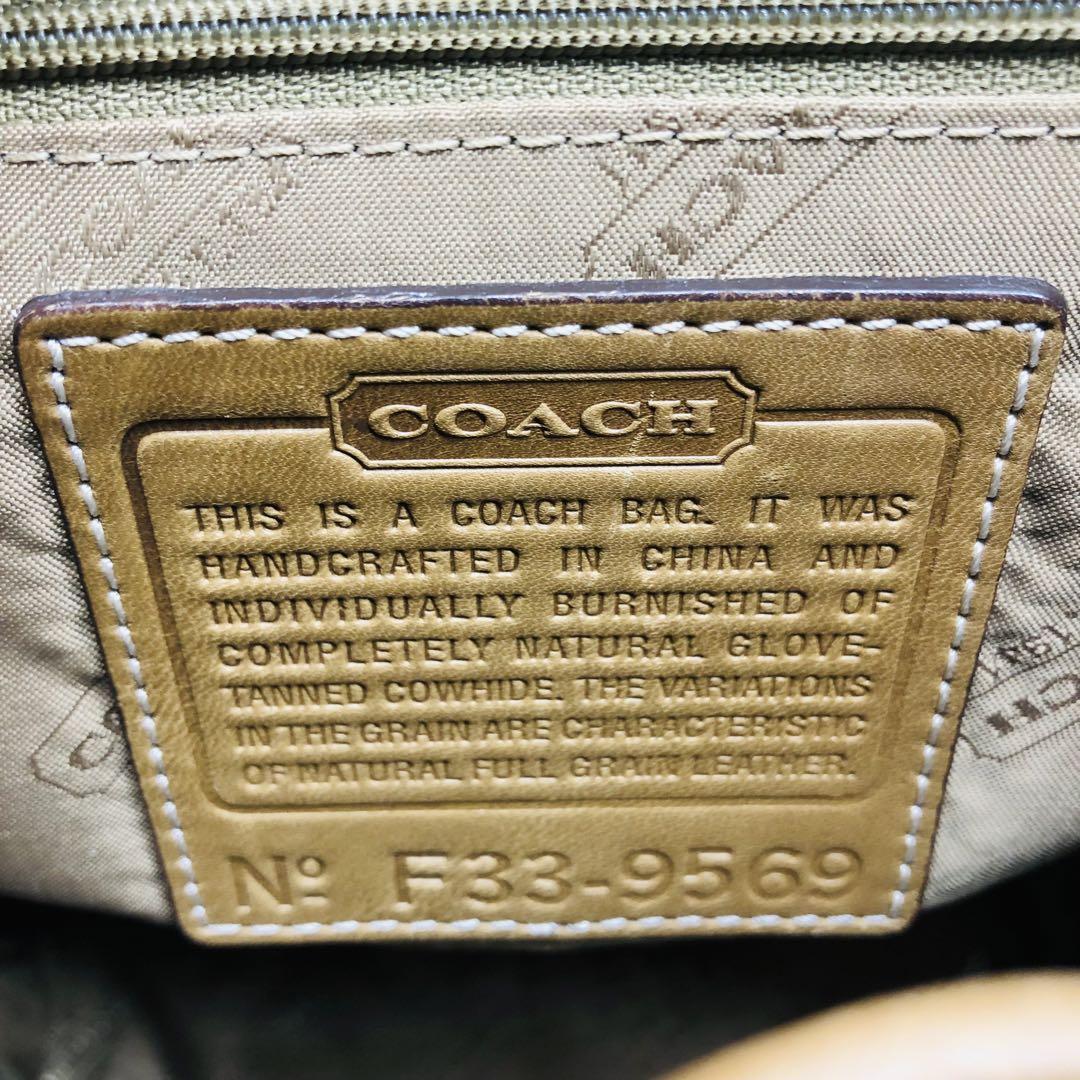 COACH
THIS IS A COACH BAG. IT WAS
HANDCRAFTED IN CHINA AND
INDIVIDUALLY BURNISHED OF
COMPLETELY NATURAL GLOVE-
TANNED COWHIDE. THE VARIATIONS
IN THE GRAIN ARE CHARACTERISTIC
OF NATURAL FULL GRAIN LEATHER.
Nº F33-9569